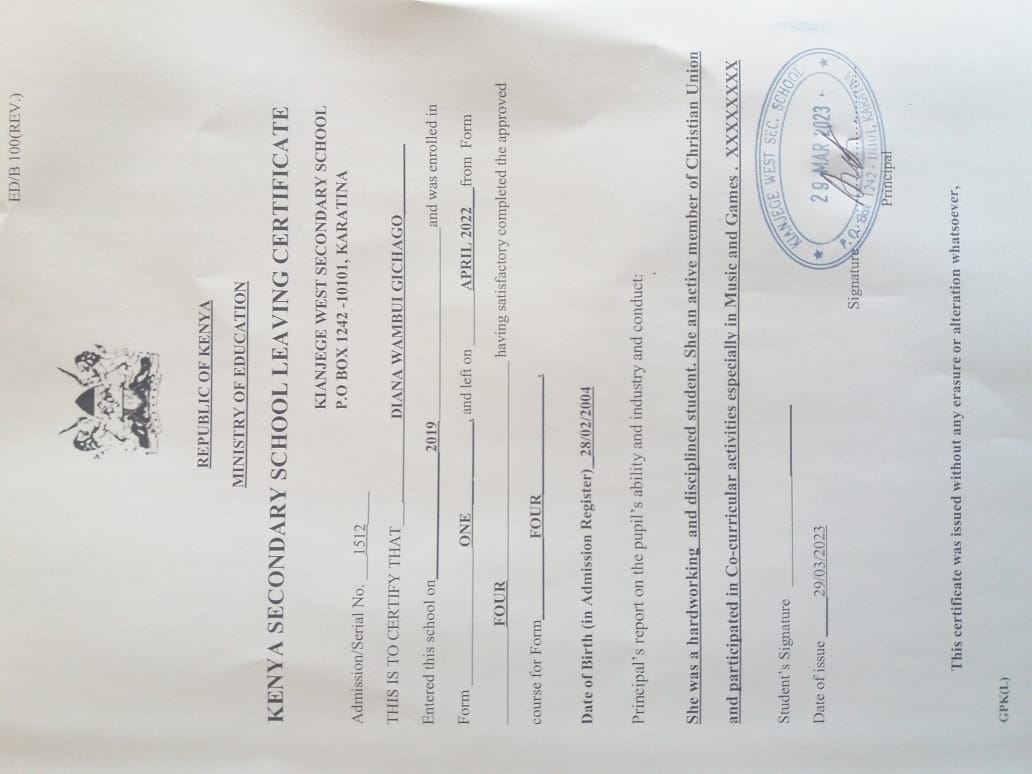 ED/B 100(REV.)
REPUBLIC OF KENYA
MINISTRY OF EDUCATION
KENYA SECONDARY SCHOOL LEAVING CERTIFICATE
KIANJEGE WEST SECONDARY SCHOOL
P.O BOX 1242 -10101, KARATINA
Admission/Serial No. 1512
THIS IS TO CERTIFY THAT DIANA WAMBUI GICHAGO
Entered this school on 2019 and was enrolled in
Form ONE , and left on APRIL 2022 from Form
FOUR having satisfactory completed the approved
course for Form FOUR .
Date of Birth (in Admission Register) 28/02/2004
Principal's report on the pupil's ability and industry and conduct:
She was a hardworking and disciplined student. She an active member of Christian Union
and participated in Co-curricular activities especially in Music and Games . XXXXXXXX
KIANJEGE WEST SEC. SCHOOL
29 MAR 2023
P. O. Box 1242 - 10101, KARATINA
Student's Signature
Signature
Date of issue 29/03/2023
Principal
This certificate was issued without any erasure or alteration whatsoever,
GPK(L)